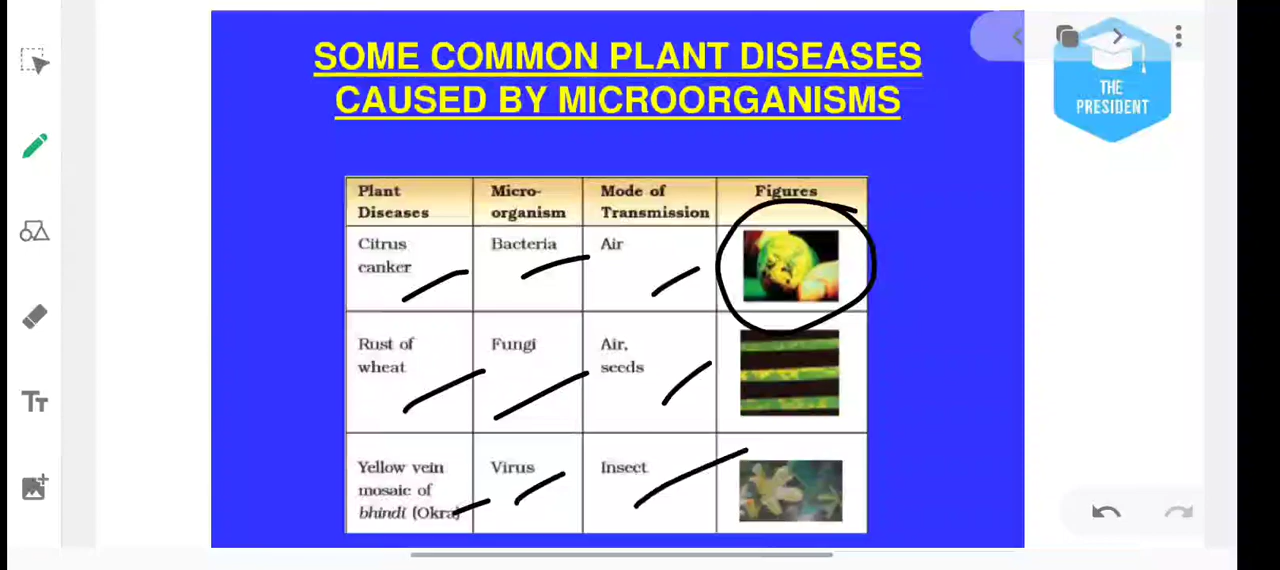 SOME COMMON PLANT DISEASES
CAUSED BY MICROORGANISMS
THE
PRESIDENT
Plant Diseases
Micro-organism
Mode of Transmission
Figures
Citrus canker
Bacteria
Air
Rust of wheat
Fungi
Air, seeds
Yellow vein mosaic of bhindi (Okra)
Virus
Insect
TT